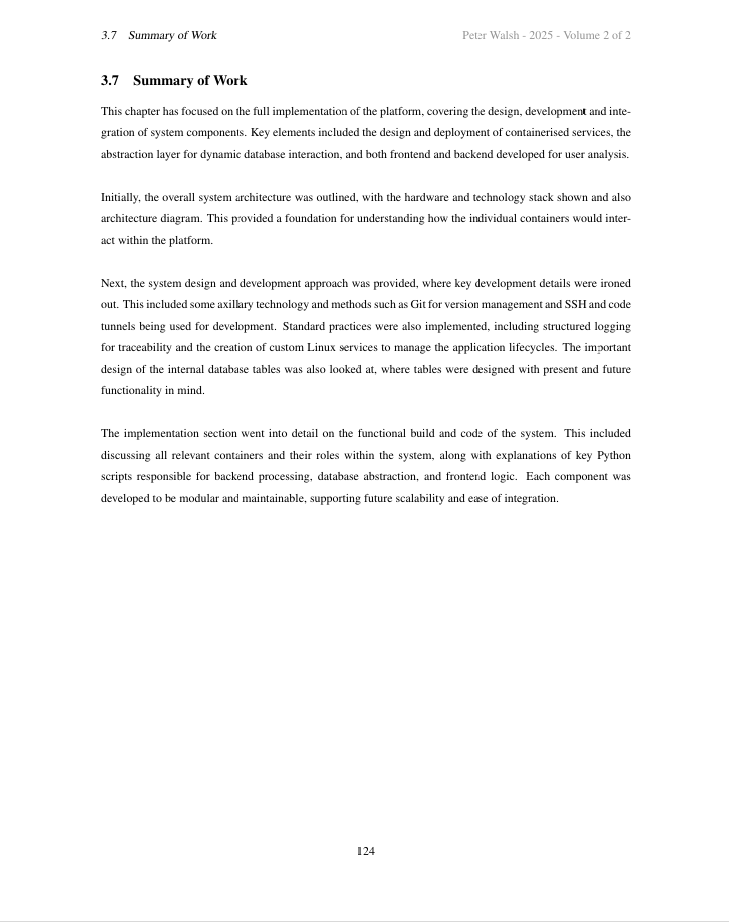 3.7 Summary of Work Peter Walsh - 2025 - Volume 2 of 2
3.7 Summary of Work
This chapter has focused on the full implementation of the platform, covering the design, development and inte-
gration of system components. Key elements included the design and deployment of containerised services, the
abstraction layer for dynamic database interaction, and both frontend and backend developed for user analysis.
Initially, the overall system architecture was outlined, with the hardware and technology stack shown and also
architecture diagram. This provided a foundation for understanding how the individual containers would inter-
act within the platform.
Next, the system design and development approach was provided, where key development details were ironed
out. This included some axillary technology and methods such as Git for version management and SSH and code
tunnels being used for development. Standard practices were also implemented, including structured logging
for traceability and the creation of custom Linux services to manage the application lifecycles. The important
design of the internal database tables was also looked at, where tables were designed with present and future
functionality in mind.
The implementation section went into detail on the functional build and code of the system. This included
discussing all relevant containers and their roles within the system, along with explanations of key Python
scripts responsible for backend processing, database abstraction, and frontend logic. Each component was
developed to be modular and maintainable, supporting future scalability and ease of integration.
124